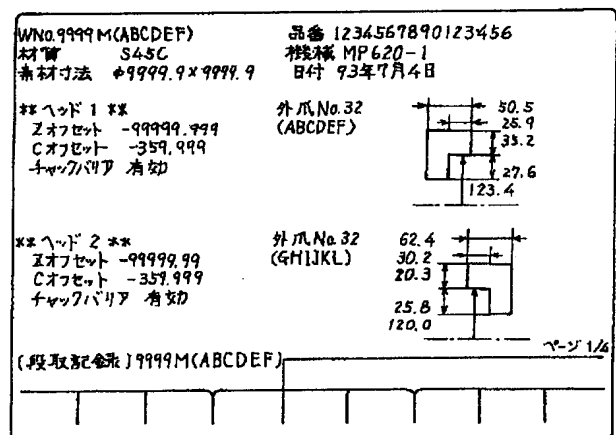 WNo.9999M(ABCDEF) 品番 1234567890123456
材質 S45C 機械 MP620-1
素材寸法 φ9999.9×9999.9 日付 93年7月4日
** ヘッド 1 ** 外爪No.32
Zオフセット -99999.999 (ABCDEF)
Cオフセット -359.999
チャックバリア 有効
50.5
25.9
35.2
27.6
123.4
** ヘッド 2 ** 外爪No.32
Zオフセット -99999.99 (GHIJKL)
Cオフセット -359.999
チャックバリア 有効
62.4
30.2
20.3
25.8
120.0
ページ 1/4
[段取記録] 9999M(ABCDEF)